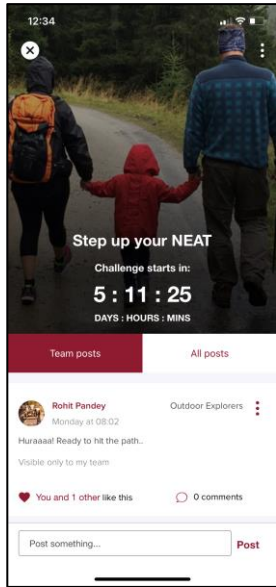 12:34
Step up your NEAT
Challenge starts in:
5 : 11 : 25
DAYS : HOURS : MINS
Team posts
All posts
Rohit Pandey
Outdoor Explorers
Monday at 08:02
Huraaaa! Ready to hit the path..
Visible only to my team
You and 1 other like this
0 comments
Post something...
Post